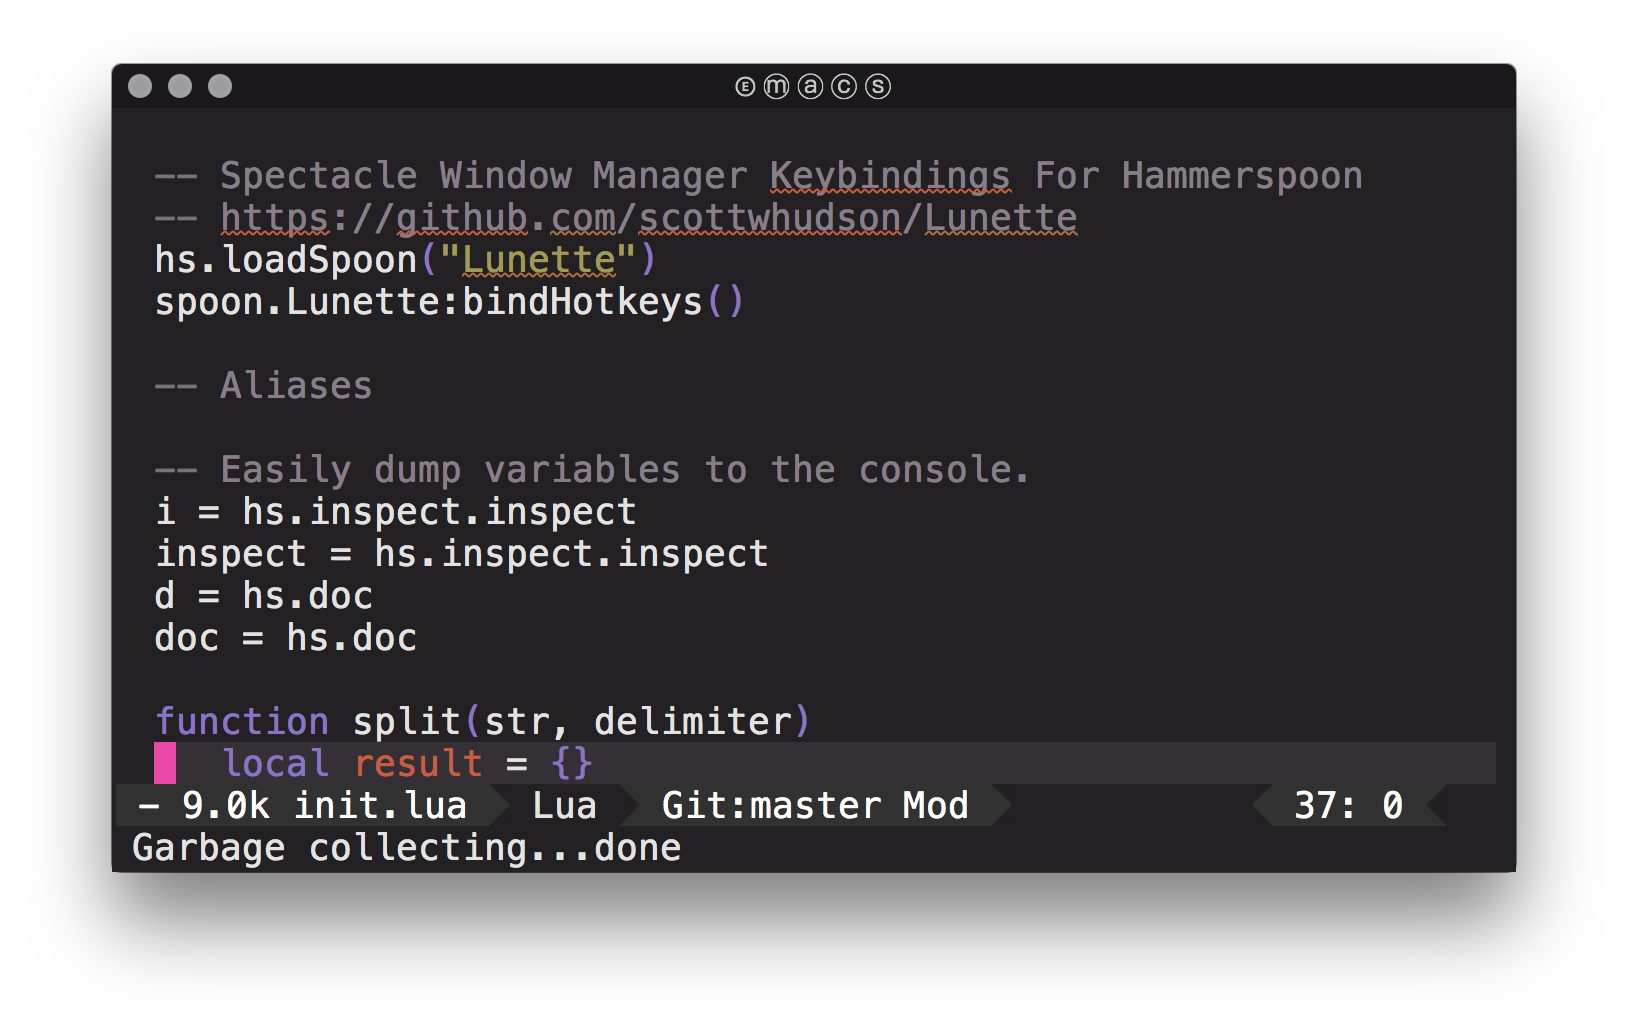 Ⓔⓜⓐⓒⓢ
-- Spectacle Window Manager Keybindings For Hammerspoon
-- https://github.com/scottwhudson/Lunette
hs.loadSpoon("Lunette")
spoon.Lunette:bindHotkeys()
-- Aliases
-- Easily dump variables to the console.
i = hs.inspect.inspect
inspect = hs.inspect.inspect
d = hs.doc
doc = hs.doc
function split(str, delimiter)
   local result = {}
- 9.0k init.lua Lua Git:master Mod 37: 0
Garbage collecting...done